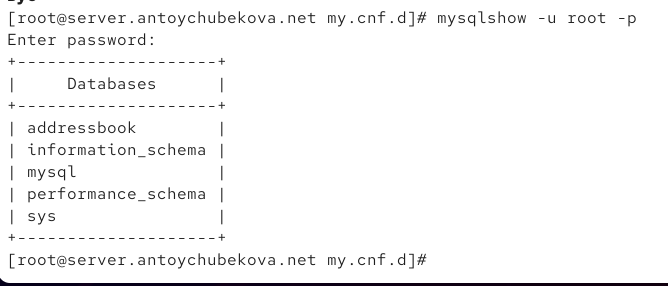 [root@server.antoychubekova.net my.cnf.d]# mysqlshow -u root -p
Enter password:
+--------------------+
|     Databases      |
+--------------------+
| addressbook        |
| information_schema |
| mysql              |
| performance_schema |
| sys                |
+--------------------+
[root@server.antoychubekova.net my.cnf.d]#